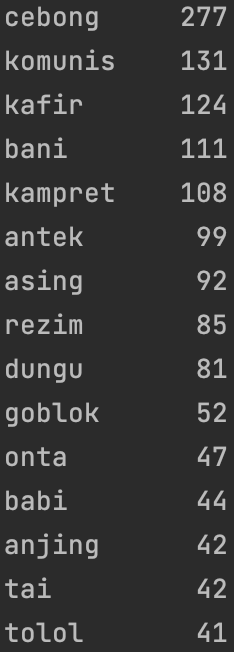 cebong 277
komunis 131
kafir 124
bani 111
kampret 108
antek 99
asing 92
rezim 85
dungu 81
goblok 52
onta 47
babi 44
anjing 42
tai 42
tolol 41